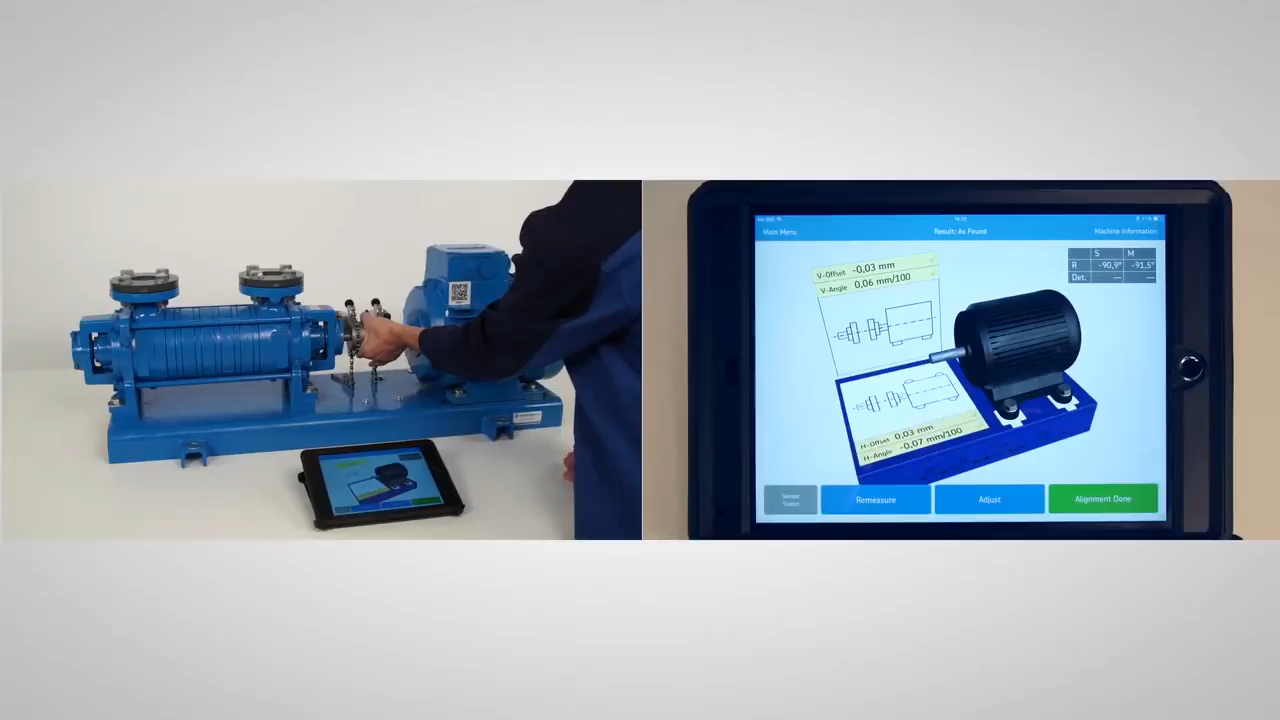 Main Menu
Result: As Found
Machine Information
S M
R -90,9° -91,5°
Det. — —
V-Offset -0,03 mm
V-Angle 0,06 mm/100
H-Offset 0,03 mm
H-Angle -0,07 mm/100
Sensor
Status
Remeasure
Adjust
Alignment Done